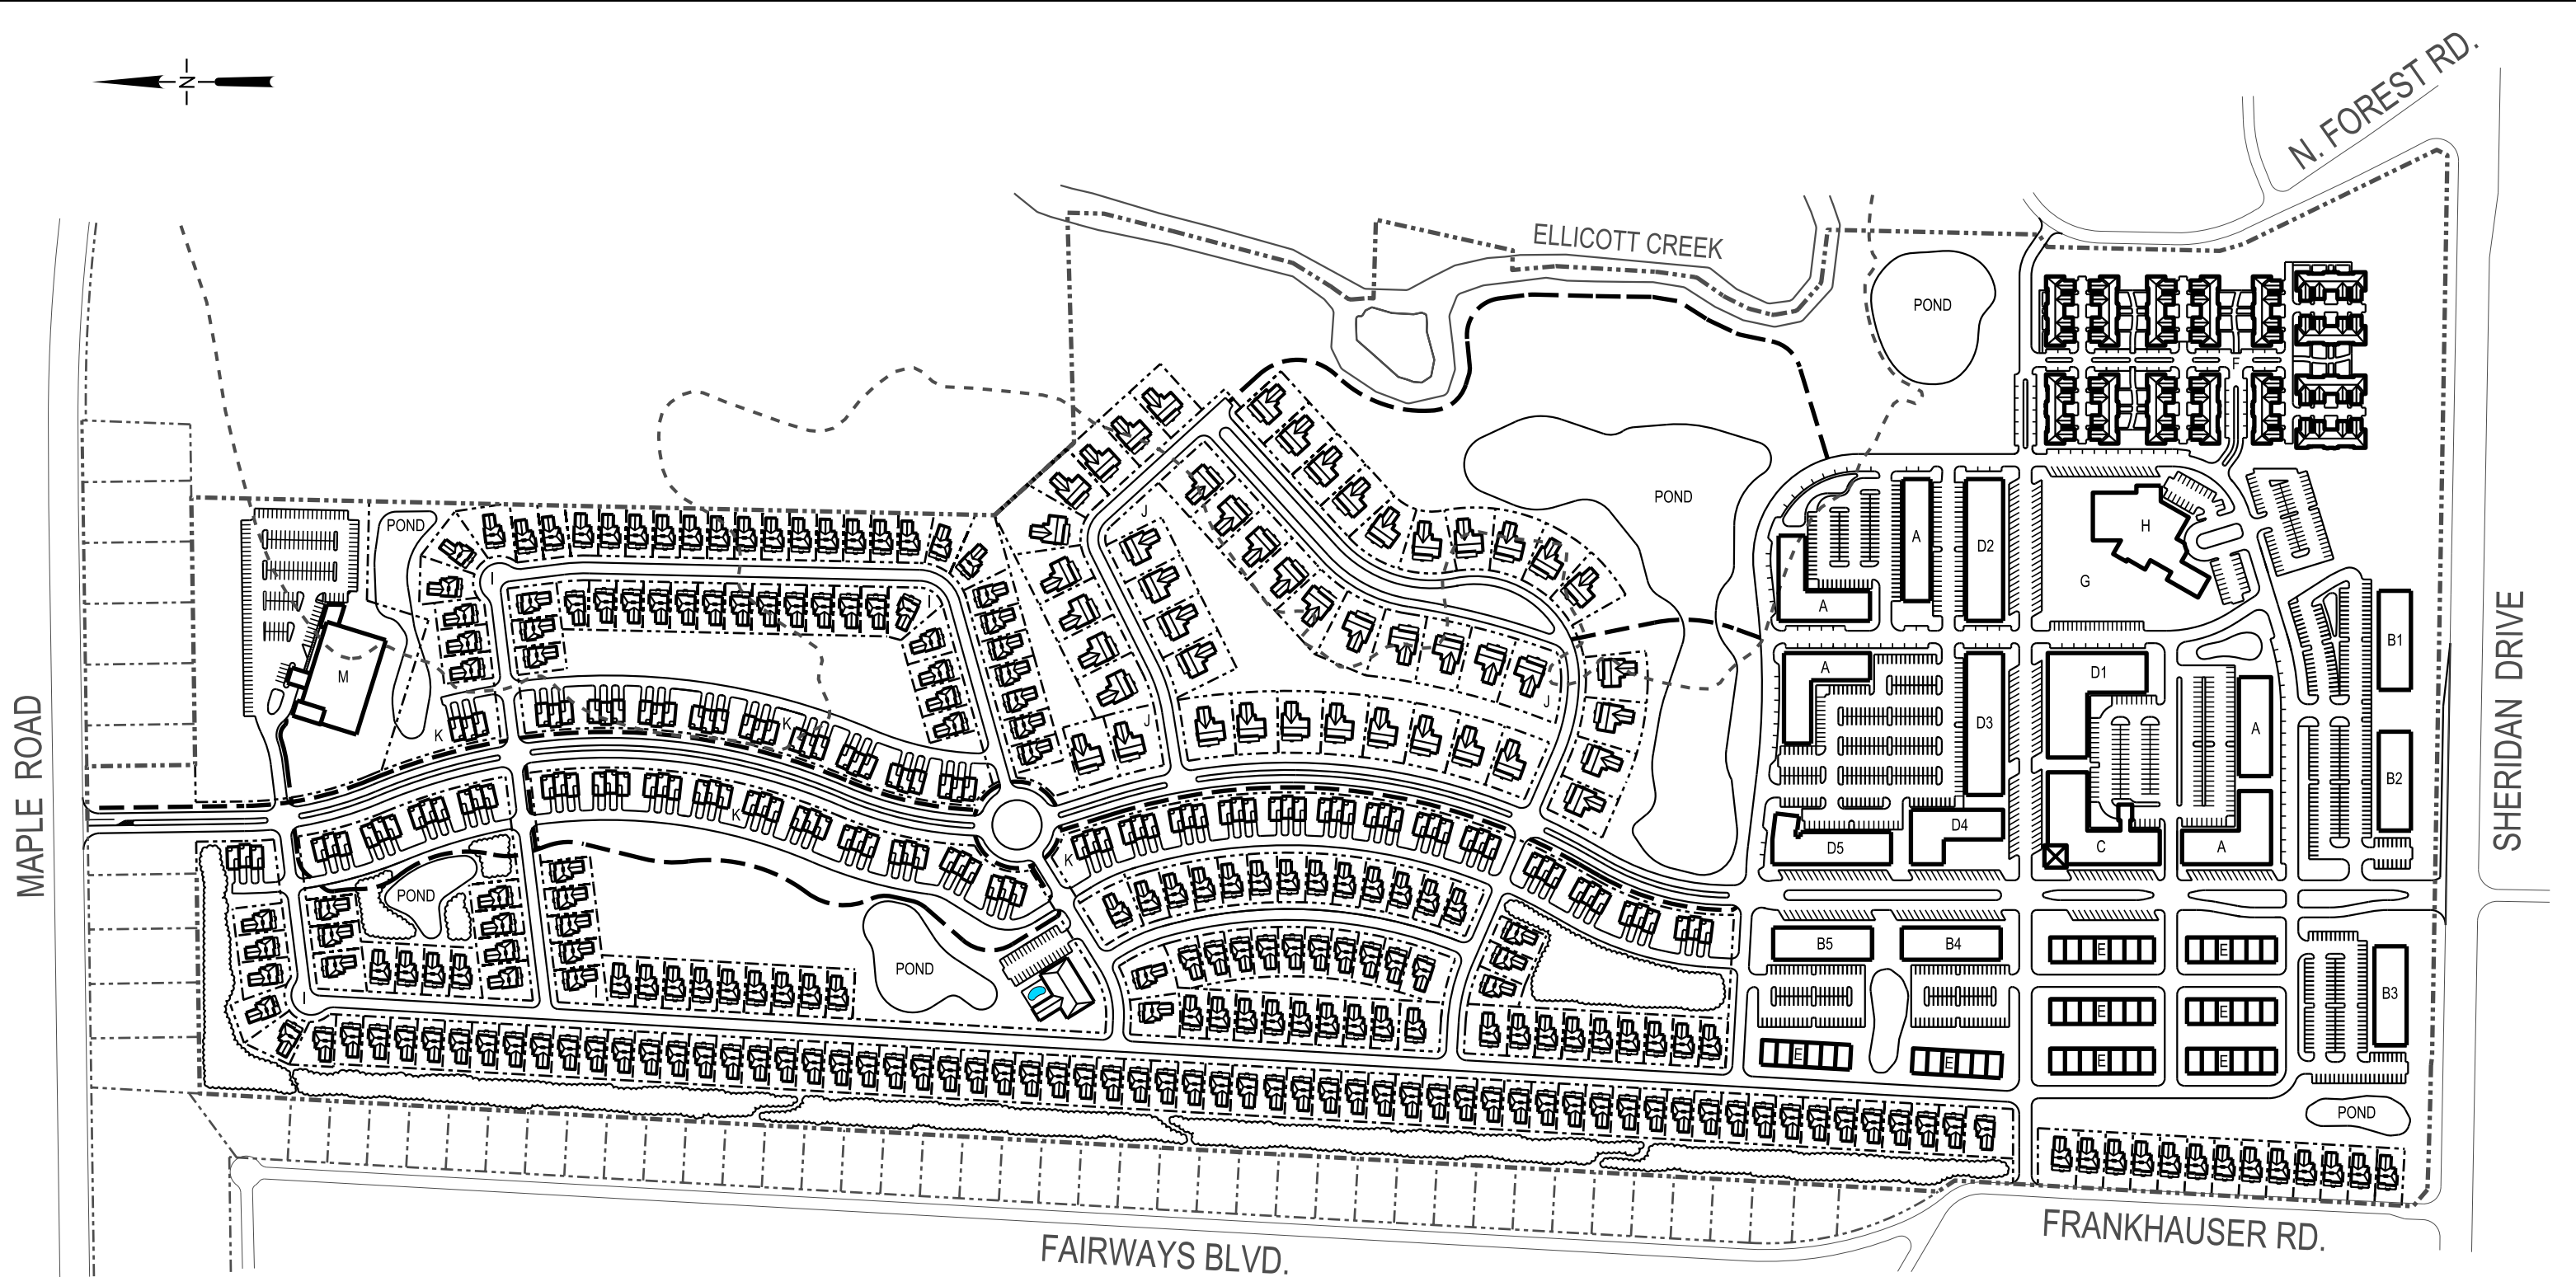 N
N. FOREST RD.
ELLICOTT CREEK
POND
F
POND
POND
J
A
D2
H
I
G
A
I
M
B1
A
D1
K
K
J
J
D3
A
B2
K
D4
K
D5
C
A
POND
B5
B4
E
E
POND
I
B3
I
E
E
E
E
E
E
POND
MAPLE ROAD
SHERIDAN DRIVE
FRANKHAUSER RD.
FAIRWAYS BLVD.